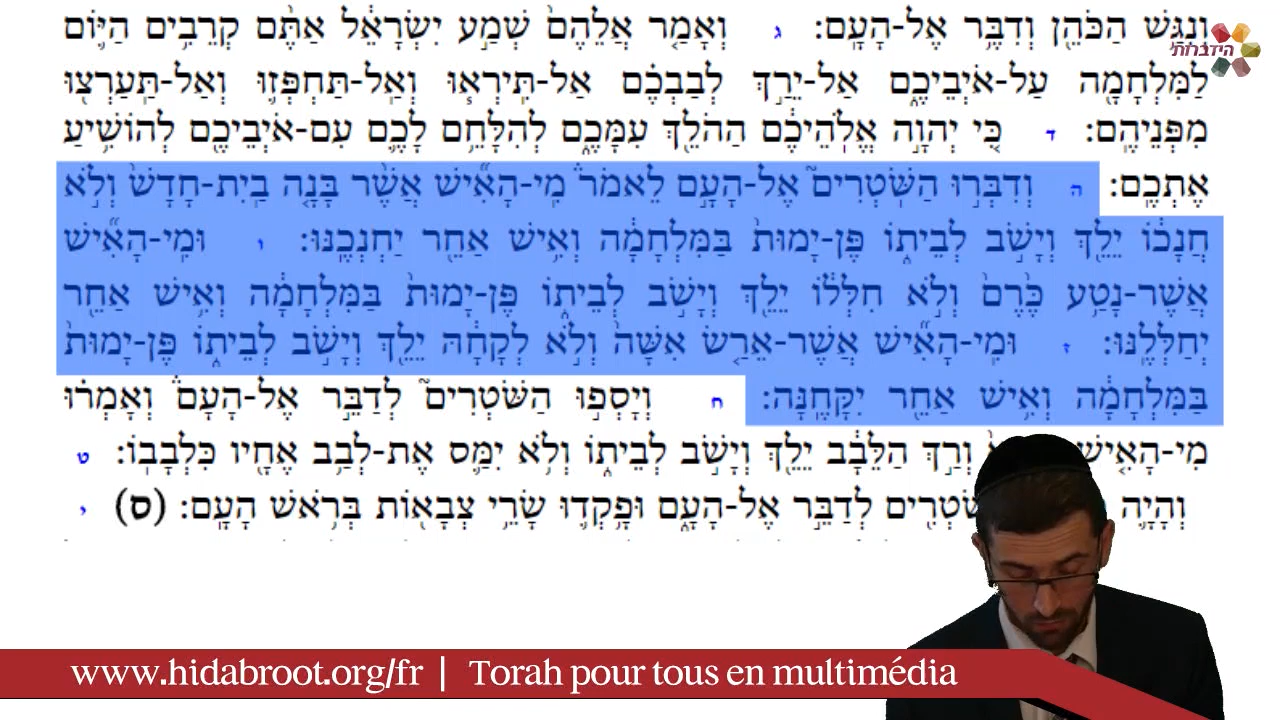 וְנִגַּשׁ הַכֹּהֵן וְדִבֶּר אֶל-הָעָם: ג וְאָמַר אֲלֵהֶם שְׁמַע יִשְׂרָאֵל אַתֶּם קְרֵבִים הַיּוֹם
הידברות
לַמִּלְחָמָה עַל-אֹיְבֵיכֶם אַל-יֵרַךְ לְבַבְכֶם אַל-תִּירְאוּ וְאַל-תַּחְפְּזוּ וְאַל-תַּעַרְצוּ
מִפְּנֵיהֶם: ד כִּי יְהוָה אֱלֹהֵיכֶם הַהֹלֵךְ עִמָּכֶם לְהִלָּחֵם לָכֶם עִם-אֹיְבֵיכֶם לְהוֹשִׁיעַ
אֶתְכֶם: ה וְדִבְּרוּ הַשֹּׁטְרִים אֶל-הָעָם לֵאמֹר מִי-הָאִישׁ אֲשֶׁר בָּנָה בַיִת-חָדָשׁ וְלֹא
חֲנָכוֹ יֵלֵךְ וְיָשֹׁב לְבֵיתוֹ פֶּן-יָמוּת בַּמִּלְחָמָה וְאִישׁ אַחֵר יַחְנְכֶנּוּ: ו וּמִי-הָאִישׁ
אֲשֶׁר-נָטַע כֶּרֶם וְלֹא חִלְּלוֹ יֵלֵךְ וְיָשֹׁב לְבֵיתוֹ פֶּן-יָמוּת בַּמִּלְחָמָה וְאִישׁ אַחֵר
יְחַלְּלֶנּוּ: ז וּמִי-הָאִישׁ אֲשֶׁר-אֵרַשׂ אִשָּׁה וְלֹא לְקָחָהּ יֵלֵךְ וְיָשֹׁב לְבֵיתוֹ פֶּן-יָמוּת
בַּמִּלְחָמָה וְאִישׁ אַחֵר יִקָּחֶנָּה: ח וְיָסְפוּ הַשֹּׁטְרִים לְדַבֵּר אֶל-הָעָם וְאָמְרוּ
מִי-הָאִישׁ וְרַךְ הַלֵּבָב יֵלֵךְ וְיָשֹׁב לְבֵיתוֹ וְלֹא יִמַּס אֶת-לְבַב אֶחָיו כִּלְבָבוֹ: ט
וְהָיָה שֹּׁטְרִים לְדַבֵּר אֶל-הָעָם וּפָקְדוּ שָׂרֵי צְבָאוֹת בְּרֹאשׁ הָעָם: (ס) י
www.hidabroot.org/fr | Torah pour tous en multimédia